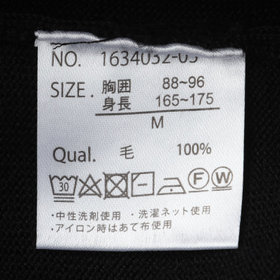 NO. 1634032-05
SIZE. 胸囲 88~96
身長 165~175
M
Qual. 毛 100%
30 F W
・中性洗剤使用 ・洗濯ネット使用
・アイロン時はあて布使用